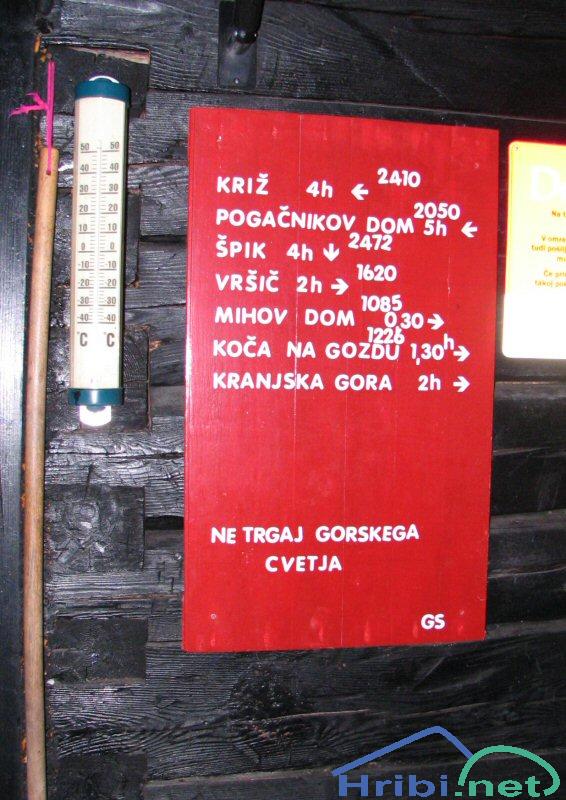 KRIŽ 4h ← 2410
POGAČNIKOV DOM 2050 5h ←
ŠPIK 4h ↓ 2472
VRŠIČ 2h → 1620
MIHOV DOM 1085 0,30 →
KOČA NA GOZDU 1226 1,30h →
KRANJSKA GORA 2h →
NE TRGAJ GORSKEGA
CVETJA
GS
50 50
40 40
30 30
20 20
10 10
0 0
10 10
20 20
30 30
40 40
°C °C
Hribi.net